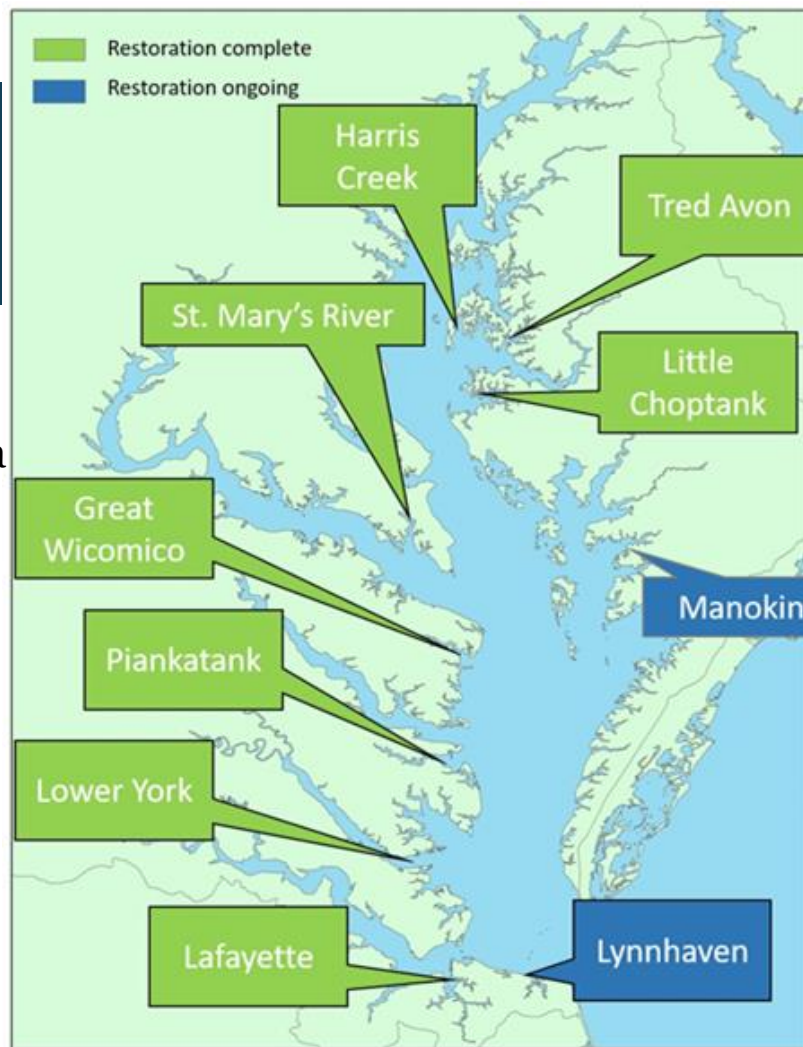 Restoration complete
Restoration ongoing
Harris
Creek
Tred Avon
St. Mary's River
Little
Choptank
a
Great
Wicomico
Manokin
Piankatank
Lower York
Lynnhaven
Lafayette